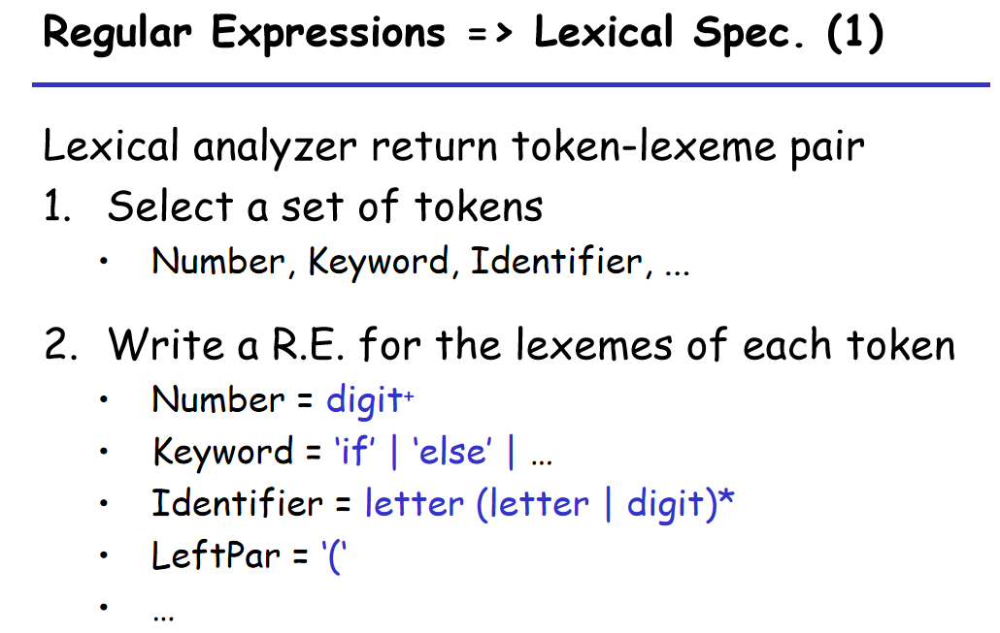 Regular Expressions => Lexical Spec. (1)
Lexical analyzer return token-lexeme pair
1. Select a set of tokens
• Number, Keyword, Identifier, ...
2. Write a R.E. for the lexemes of each token
• Number = digit⁺
• Keyword = 'if' | 'else' | ...
• Identifier = letter (letter | digit)*
• LeftPar = '('
• ...